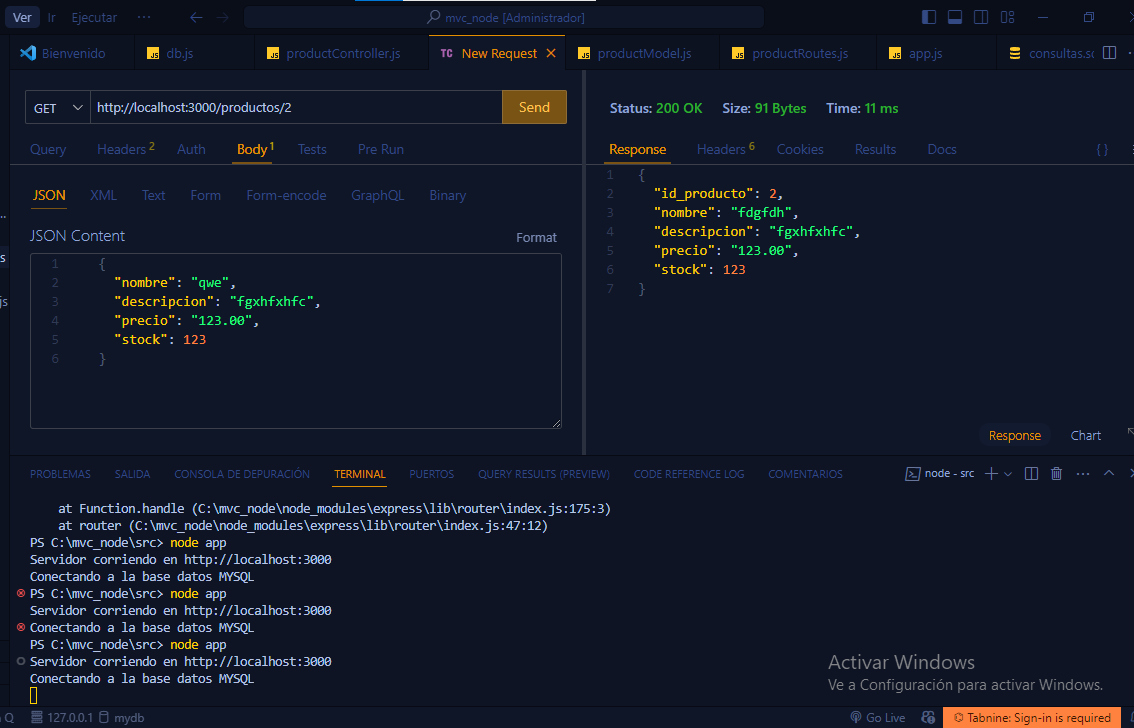 Ver Ir Ejecutar ··· mvc_node [Administrador]
Bienvenido db.js productController.js TC New Request productModel.js productRoutes.js app.js consultas.sc
GET http://localhost:3000/productos/2 Send
Status: 200 OK Size: 91 Bytes Time: 11 ms
Query Headers 2 Auth Body 1 Tests Pre Run
Response Headers 6 Cookies Results Docs { }
JSON XML Text Form Form-encode GraphQL Binary
JSON Content Format
1 {
2 "nombre": "qwe",
3 "descripcion": "fgxhfxhfc",
4 "precio": "123.00",
5 "stock": 123
6 }
1 {
2 "id_producto": 2,
3 "nombre": "fdgfdh",
4 "descripcion": "fgxhfxhfc",
5 "precio": "123.00",
6 "stock": 123
7 }
Response Chart
PROBLEMAS SALIDA CONSOLA DE DEPURACIÓN TERMINAL PUERTOS QUERY RESULTS (PREVIEW) CODE REFERENCE LOG COMENTARIOS node - src
at Function.handle (C:\mvc_node\node_modules\express\lib\router\index.js:175:3)
at router (C:\mvc_node\node_modules\express\lib\router\index.js:47:12)
PS C:\mvc_node\src> node app
Servidor corriendo en http://localhost:3000
Conectando a la base datos MYSQL
PS C:\mvc_node\src> node app
Servidor corriendo en http://localhost:3000
Conectando a la base datos MYSQL
PS C:\mvc_node\src> node app
Servidor corriendo en http://localhost:3000
Conectando a la base datos MYSQL
Activar Windows
Ve a Configuración para activar Windows.
Q 127.0.0.1 mydb Go Live Tabnine: Sign-in is required